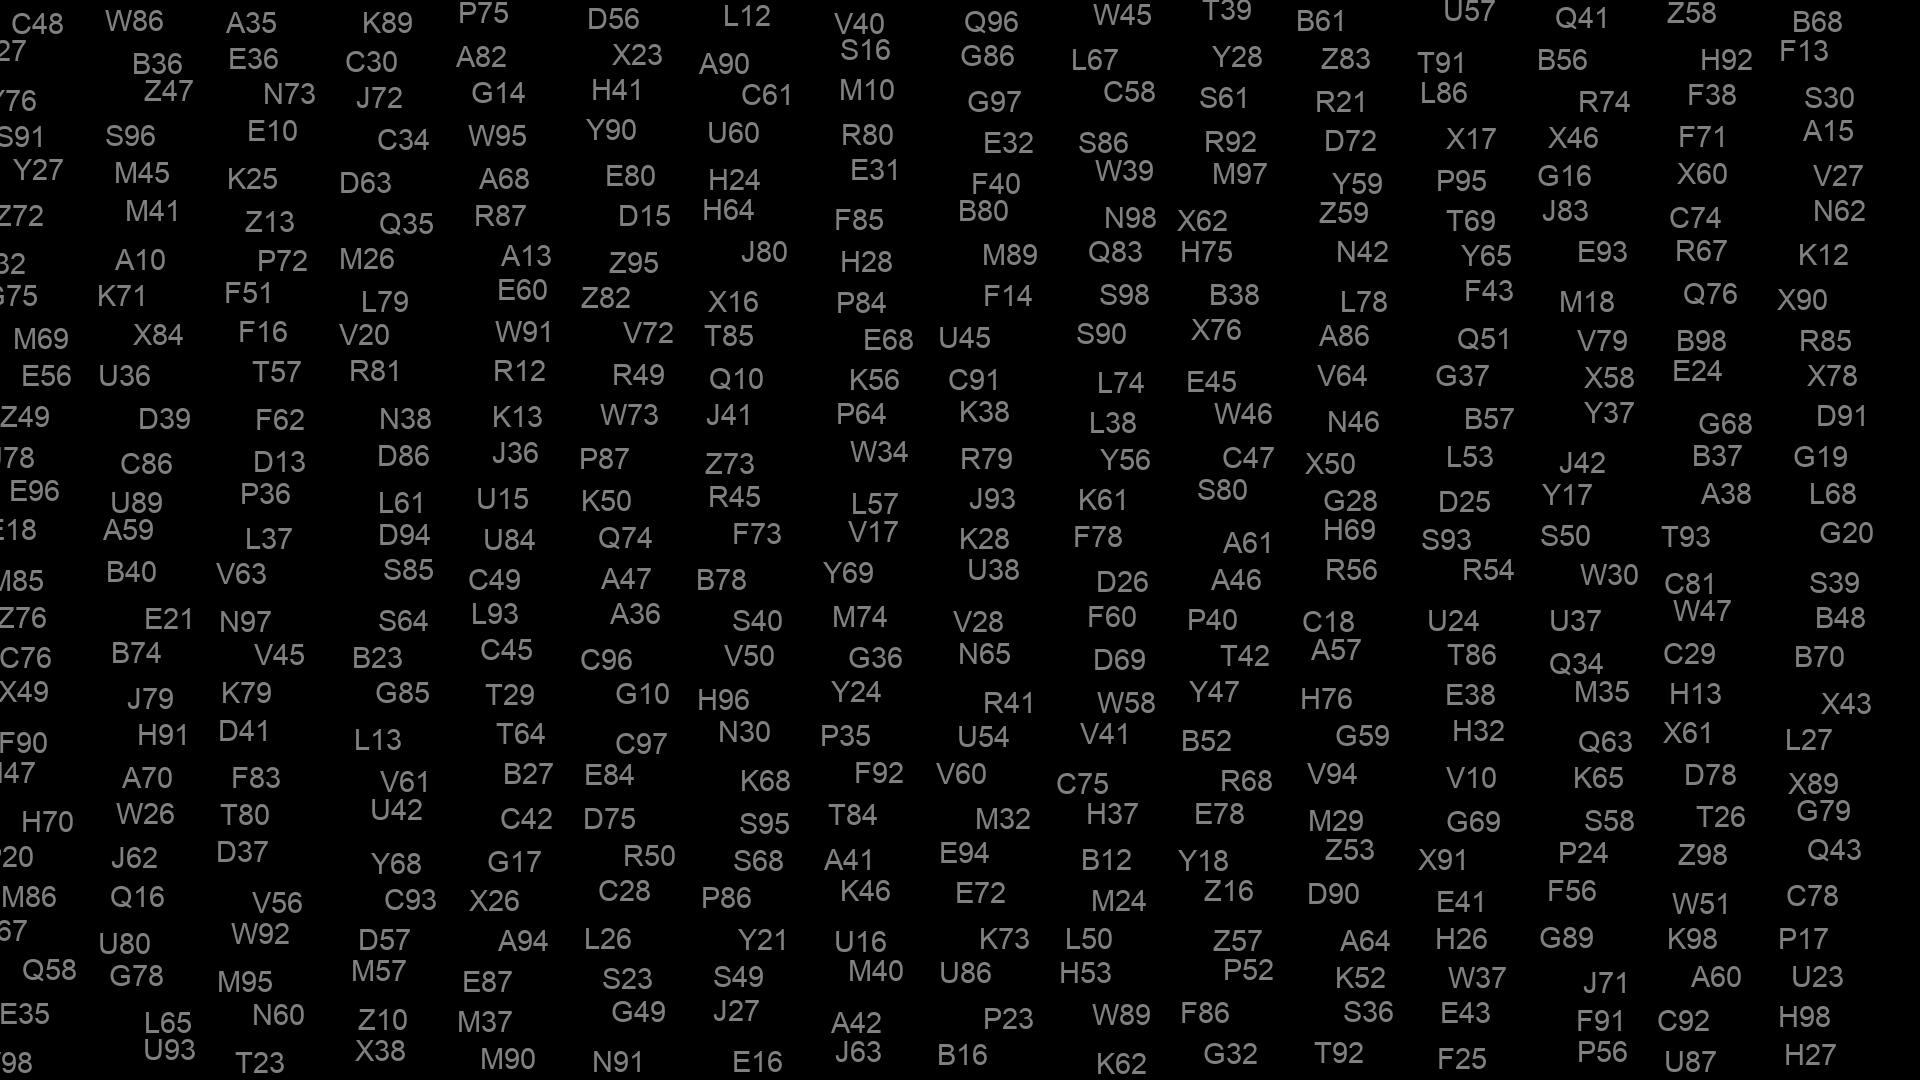 C48 W86 A35 K89 P75 D56 L12 V40 Q96 W45 T39 B61 U57 Q41 Z58 B68
27 B36 E36 C30 A82 X23 A90 S16 G86 L67 Y28 Z83 T91 B56 H92 F13
Y76 Z47 N73 J72 G14 H41 C61 M10 G97 C58 S61 R21 L86 R74 F38 S30
S91 S96 E10 C34 W95 Y90 U60 R80 E32 S86 R92 D72 X17 X46 F71 A15
Y27 M45 K25 D63 A68 E80 H24 E31 F40 W39 M97 Y59 P95 G16 X60 V27
Z72 M41 Z13 Q35 R87 D15 H64 F85 B80 N98 X62 Z59 T69 J83 C74 N62
32 A10 P72 M26 A13 Z95 J80 H28 M89 Q83 H75 N42 Y65 E93 R67 K12
G75 K71 F51 L79 E60 Z82 X16 P84 F14 S98 B38 L78 F43 M18 Q76 X90
M69 X84 F16 V20 W91 V72 T85 E68 U45 S90 X76 A86 Q51 V79 B98 R85
E56 U36 T57 R81 R12 R49 Q10 K56 C91 L74 E45 V64 G37 X58 E24 X78
Z49 D39 F62 N38 K13 W73 J41 P64 K38 L38 W46 N46 B57 Y37 G68 D91
78 C86 D13 D86 J36 P87 Z73 W34 R79 Y56 C47 X50 L53 J42 B37 G19
E96 U89 P36 L61 U15 K50 R45 L57 J93 K61 S80 G28 D25 Y17 A38 L68
E18 A59 L37 D94 U84 Q74 F73 V17 K28 F78 A61 H69 S93 S50 T93 G20
M85 B40 V63 S85 C49 A47 B78 Y69 U38 D26 A46 R56 R54 W30 C81 S39
Z76 E21 N97 S64 L93 A36 S40 M74 V28 F60 P40 C18 U24 U37 W47 B48
C76 B74 V45 B23 C45 C96 V50 G36 N65 D69 T42 A57 T86 Q34 C29 B70
X49 J79 K79 G85 T29 G10 H96 Y24 R41 W58 Y47 H76 E38 M35 H13 X43
F90 H91 D41 L13 T64 C97 N30 P35 U54 V41 B52 G59 H32 Q63 X61 L27
47 A70 F83 V61 B27 E84 K68 F92 V60 C75 R68 V94 V10 K65 D78 X89
H70 W26 T80 U42 C42 D75 S95 T84 M32 H37 E78 M29 G69 S58 T26 G79
20 J62 D37 Y68 G17 R50 S68 A41 E94 B12 Y18 Z53 X91 P24 Z98 Q43
M86 Q16 V56 C93 X26 C28 P86 K46 E72 M24 Z16 D90 E41 F56 W51 C78
67 U80 W92 D57 A94 L26 Y21 U16 K73 L50 Z57 A64 H26 G89 K98 P17
Q58 G78 M95 M57 E87 S23 S49 M40 U86 H53 P52 K52 W37 J71 A60 U23
E35 L65 N60 Z10 M37 G49 J27 A42 P23 W89 F86 S36 E43 F91 C92 H98
98 U93 T23 X38 M90 N91 E16 J63 B16 K62 G32 T92 F25 P56 U87 H27